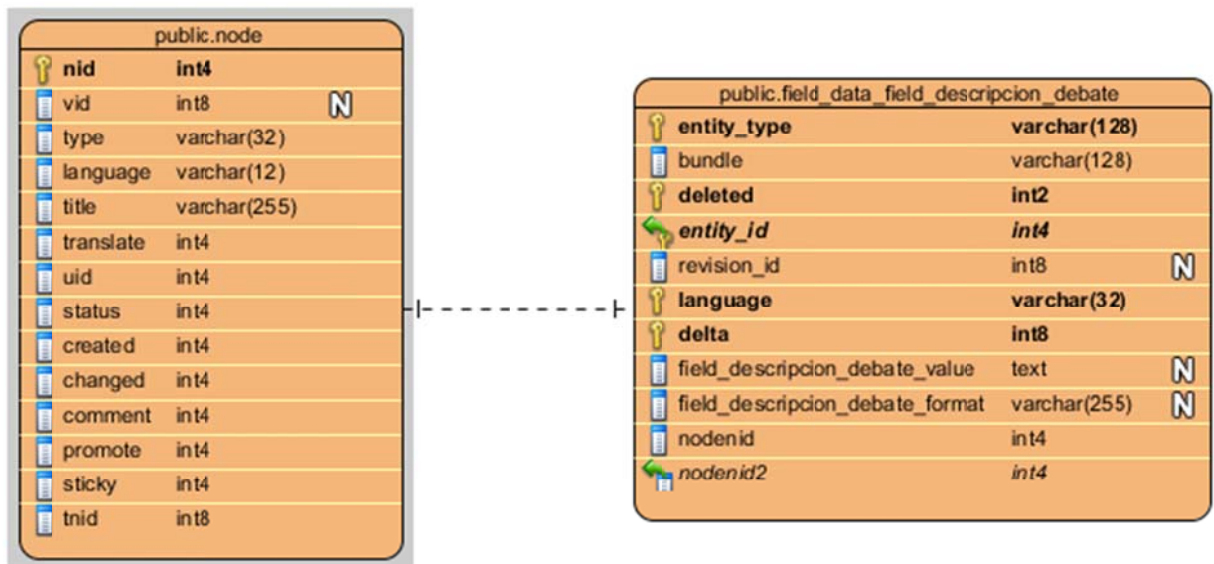 public.node
nid int4
vid int8 N
type varchar(32)
language varchar(12)
title varchar(255)
translate int4
uid int4
status int4
created int4
changed int4
comment int4
promote int4
sticky int4
tnid int8
public.field_data_field_descripcion_debate
entity_type varchar(128)
bundle varchar(128)
deleted int2
entity_id int4
revision_id int8 N
language varchar(32)
delta int8
field_descripcion_debate_value text N
field_descripcion_debate_format varchar(255) N
nodenid int4
nodenid2 int4